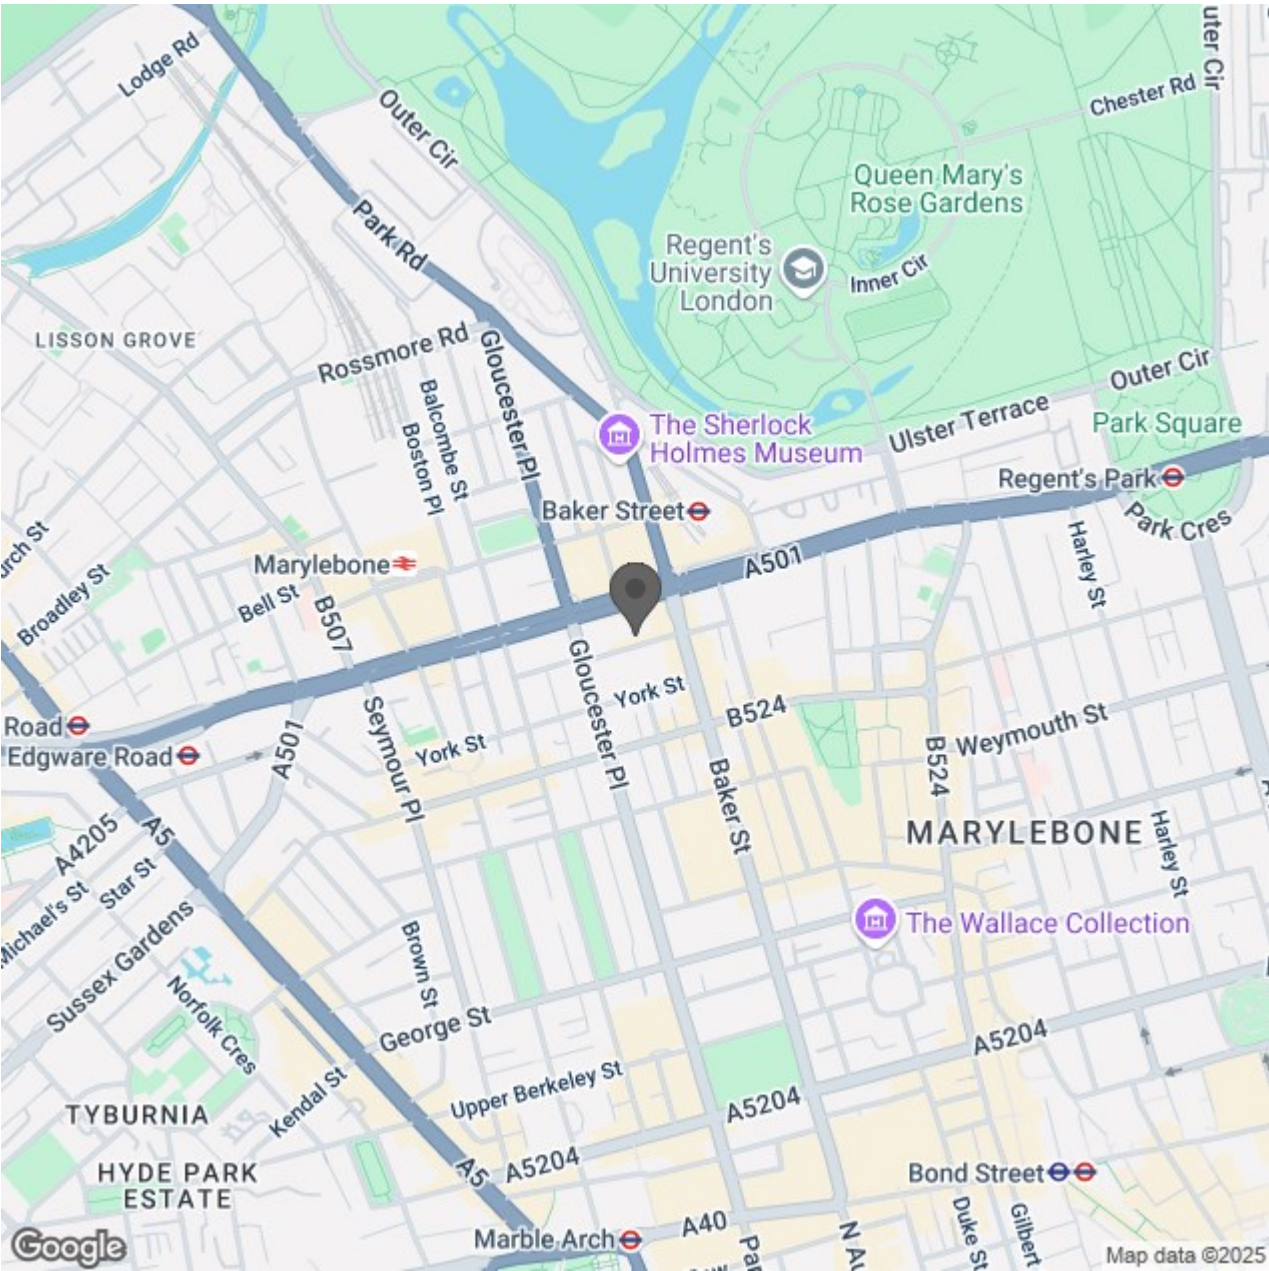 Lodge Rd
uter Cir
Outer Cir
Chester Rd
Queen Mary's
Rose Gardens
Park Rd
Regent's
University
London
Inner Cir
LISSON GROVE
Rossmore Rd
Outer Cir
Gloucester Pl
Balcombe St
Boston Pl
The Sherlock
Holmes Museum
Ulster Terrace
Park Square
Regent's Park
Baker Street
Park Cres
urch St
Marylebone
A501
Harley St
Broadley St
Bell St
B507
Gloucester Pl
York St
B524
Seymour Pl
Road
Edgware Road
A501
York St
B524
Weymouth St
Baker St
A4205
A5
MARYLEBONE
Harley St
Star St
Michael's St
Sussex Gardens
Brown St
The Wallace Collection
Norfolk Cres
George St
A5204
Kendal St
Upper Berkeley St
TYBURNIA
A5204
HYDE PARK
ESTATE
A5
A5204
Bond Street
Marble Arch
A40
N Au
Duke St
Gilbert
Google
Map data ©2025